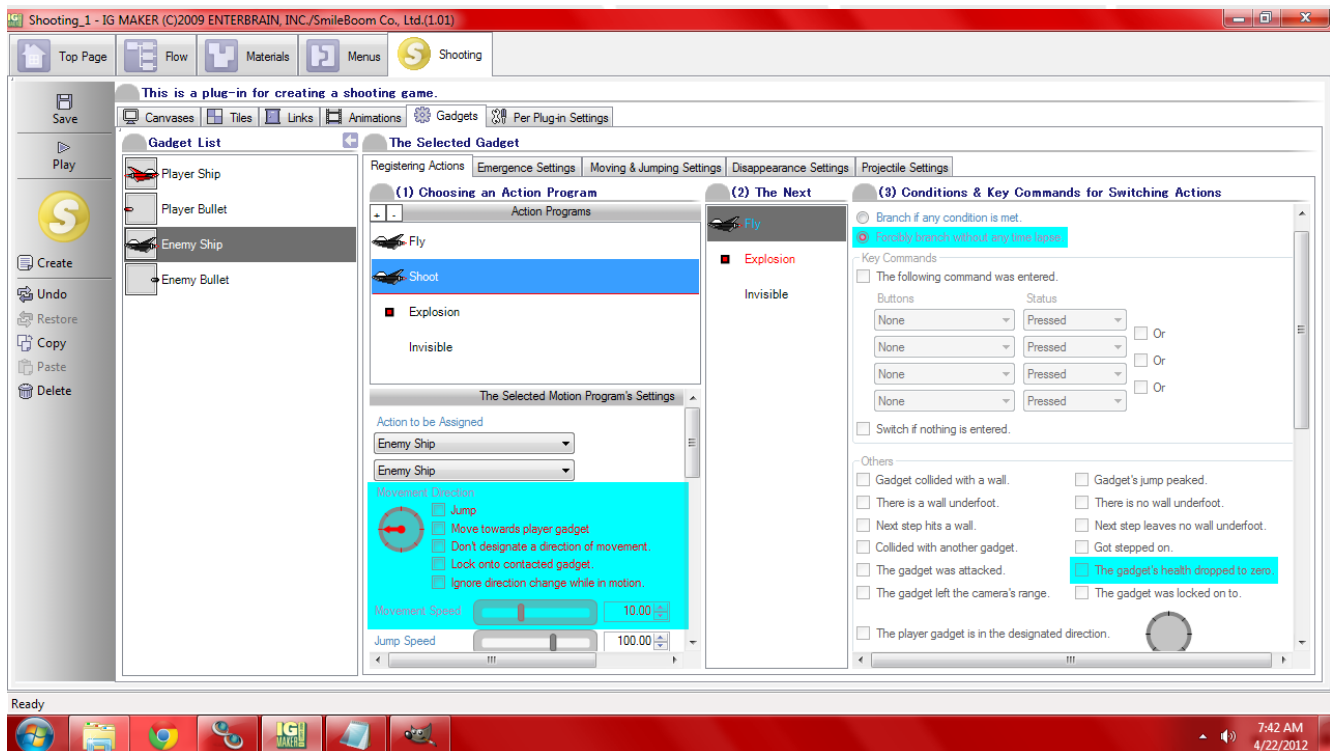 Shooting_1 - IG MAKER (C)2009 ENTERBRAIN, INC./SmileBoom Co., Ltd.(1.01)
Top Page
Flow
Materials
Menus
Shooting
Save
Play
Create
Undo
Restore
Copy
Paste
Delete
This is a plug-in for creating a shooting game.
Canvases
Tiles
Links
Animations
Gadgets
Per Plug-in Settings
Gadget List
Player Ship
Player Bullet
Enemy Ship
Enemy Bullet
The Selected Gadget
Registering Actions
Emergence Settings
Moving & Jumping Settings
Disappearance Settings
Projectile Settings
(1) Choosing an Action Program
+ -
Action Programs
Fly
Shoot
Explosion
Invisible
The Selected Motion Program's Settings
Action to be Assigned
Enemy Ship
Enemy Ship
Movement Direction
Jump
Move towards player gadget
Don't designate a direction of movement.
Lock onto contacted gadget.
Ignore direction change while in motion.
Movement Speed 10.00
Jump Speed 100.00
(2) The Next
Fly
Explosion
Invisible
(3) Conditions & Key Commands for Switching Actions
Branch if any condition is met.
Forcibly branch without any time lapse.
Key Commands
The following command was entered.
Buttons Status
None Pressed
Or
None Pressed
Or
None Pressed
Or
None Pressed
Switch if nothing is entered.
Others
Gadget collided with a wall. Gadget's jump peaked.
There is a wall underfoot. There is no wall underfoot.
Next step hits a wall. Next step leaves no wall underfoot.
Collided with another gadget. Got stepped on.
The gadget was attacked. The gadget's health dropped to zero.
The gadget left the camera's range. The gadget was locked on to.
The player gadget is in the designated direction.
Ready
IG MAKER
7:42 AM
4/22/2012